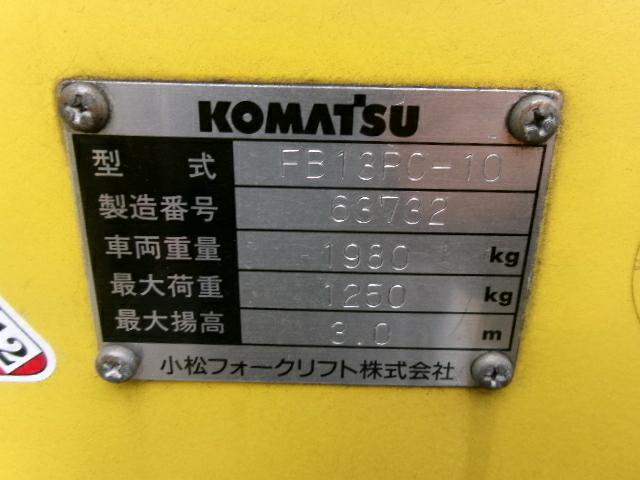 KOMATSU
型 式 FB13RC-10
製造番号 63732
車両重量 1980 kg
最大荷重 1250 kg
最大揚高 3.0 m
小松フォークリフト株式会社
12